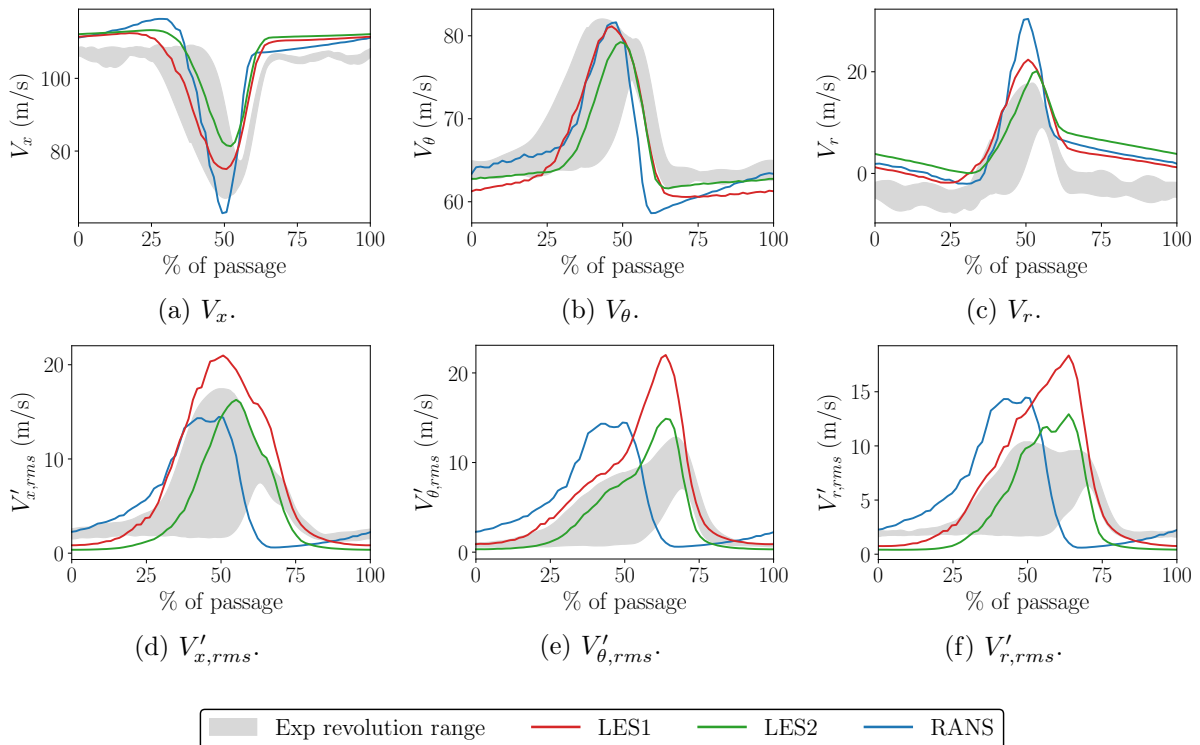 100
80
0 25 50 75 100
V_x (m/s)
% of passage
(a) V_x.
80
70
60
0 25 50 75 100
V_θ (m/s)
% of passage
(b) V_θ.
20
0
0 25 50 75 100
V_r (m/s)
% of passage
(c) V_r.
20
10
0
0 25 50 75 100
V′_{x,rms} (m/s)
% of passage
(d) V′_{x,rms}.
20
10
0
0 25 50 75 100
V′_{θ,rms} (m/s)
% of passage
(e) V′_{θ,rms}.
15
10
5
0
0 25 50 75 100
V′_{r,rms} (m/s)
% of passage
(f) V′_{r,rms}.
Exp revolution range LES1 LES2 RANS